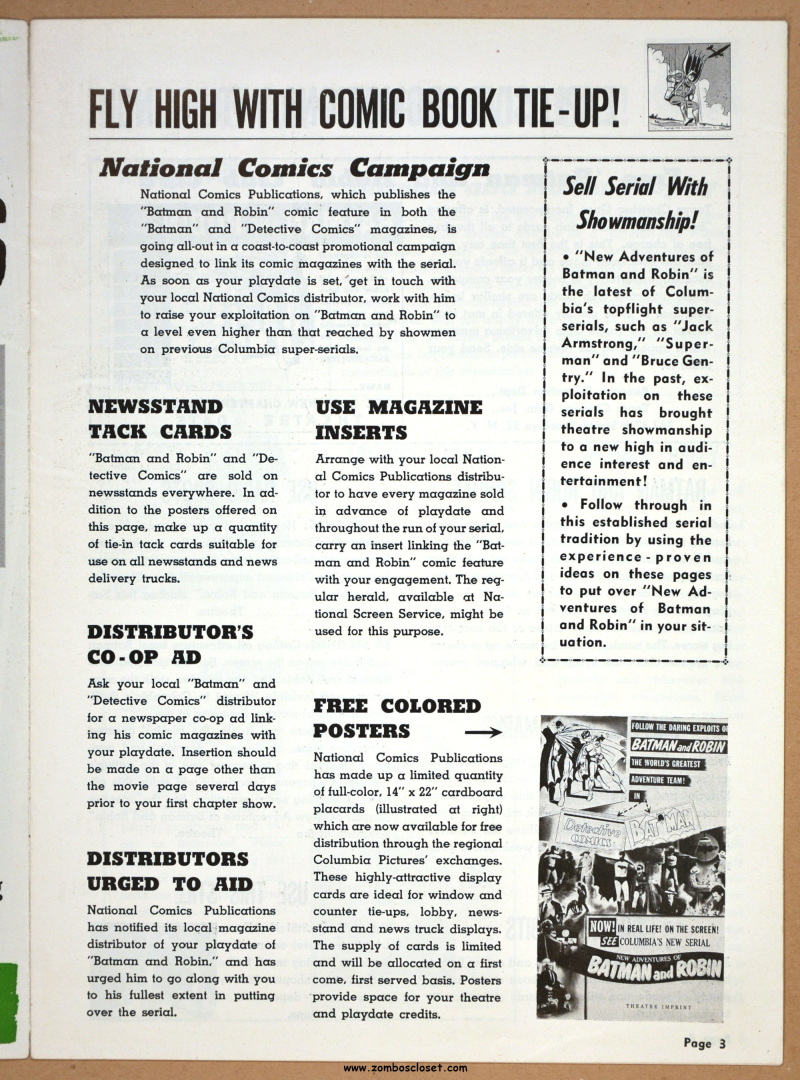 FLY HIGH WITH COMIC BOOK TIE-UP!
National Comics Campaign
National Comics Publications, which publishes the
"Batman and Robin" comic feature in both the
"Batman" and "Detective Comics" magazines, is
going all-out in a coast-to-coast promotional campaign
designed to link its comic magazines with the serial.
As soon as your playdate is set, get in touch with
your local National Comics distributor, work with him
to raise your exploitation on "Batman and Robin" to
a level even higher than that reached by showmen
on previous Columbia super-serials.
NEWSSTAND
TACK CARDS
"Batman and Robin" and "De-
tective Comics" are sold on
newsstands everywhere. In ad-
dition to the posters offered on
this page, make up a quantity
of tie-in tack cards suitable for
use on all newsstands and news
delivery trucks.
DISTRIBUTOR'S
CO-OP AD
Ask your local "Batman" and
"Detective Comics" distributor
for a newspaper co-op ad link-
ing his comic magazines with
your playdate. Insertion should
be made on a page other than
the movie page several days
prior to your first chapter show.
DISTRIBUTORS
URGED TO AID
National Comics Publications
has notified its local magazine
distributor of your playdate of
"Batman and Robin," and has
urged him to go along with you
to his fullest extent in putting
over the serial.
USE MAGAZINE
INSERTS
Arrange with your local Nation-
al Comics Publications distribu-
tor to have every magazine sold
in advance of playdate and
throughout the run of your serial,
carry an insert linking the "Bat-
man and Robin" comic feature
with your engagement. The reg-
ular herald, available at Na-
tional Screen Service, might be
used for this purpose.
FREE COLORED
POSTERS
National Comics Publications
has made up a limited quantity
of full-color, 14" x 22" cardboard
placards (illustrated at right)
which are now available for free
distribution through the regional
Columbia Pictures' exchanges.
These highly-attractive display
cards are ideal for window and
counter tie-ups, lobby, news-
stand and news truck displays.
The supply of cards is limited
and will be allocated on a first
come, first served basis. Posters
provide space for your theatre
and playdate credits.
Sell Serial With
Showmanship!
• "New Adventures of
Batman and Robin" is
the latest of Colum-
bia's topflight super-
serials, such as "Jack
Armstrong," "Super-
man" and "Bruce Gen-
try." In the past, ex-
ploitation on these
serials has brought
theatre showmanship
to a new high in audi-
ence interest and en-
tertainment!
• Follow through in
this established serial
tradition by using the
experience-proven
ideas on these pages
to put over "New Ad-
ventures of Batman
and Robin" in your sit-
uation.
FOLLOW THE DARING EXPLOITS OF
BATMAN and ROBIN
THE WORLD'S GREATEST
ADVENTURE TEAM!
IN
Detective
COMICS
BATMAN
NOW! IN REAL LIFE! ON THE SCREEN!
SEE COLUMBIA'S NEW SERIAL
NEW ADVENTURES OF
BATMAN and ROBIN
THEATRE IMPRINT
Page 3
www.zomboscloset.com